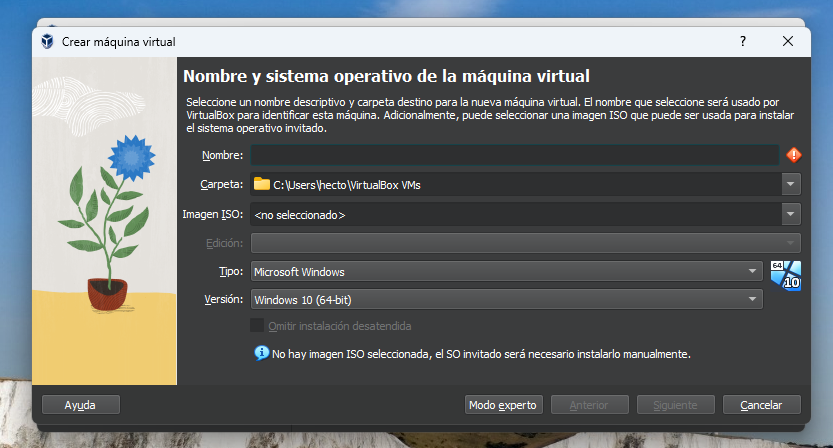 Crear máquina virtual
?
Nombre y sistema operativo de la máquina virtual
Seleccione un nombre descriptivo y carpeta destino para la nueva máquina virtual. El nombre que seleccione será usado por
VirtualBox para identificar esta máquina. Adicionalmente, puede seleccionar una imagen ISO que puede ser usada para instalar
el sistema operativo invitado.
Nombre:
Carpeta: C:\Users\hecto\VirtualBox VMs
Imagen ISO: <no seleccionado>
Edición:
Tipo: Microsoft Windows
64
10
Versión: Windows 10 (64-bit)
Omitir instalación desatendida
No hay imagen ISO seleccionada, el SO invitado será necesario instalarlo manualmente.
Ayuda Modo experto Anterior Siguiente Cancelar